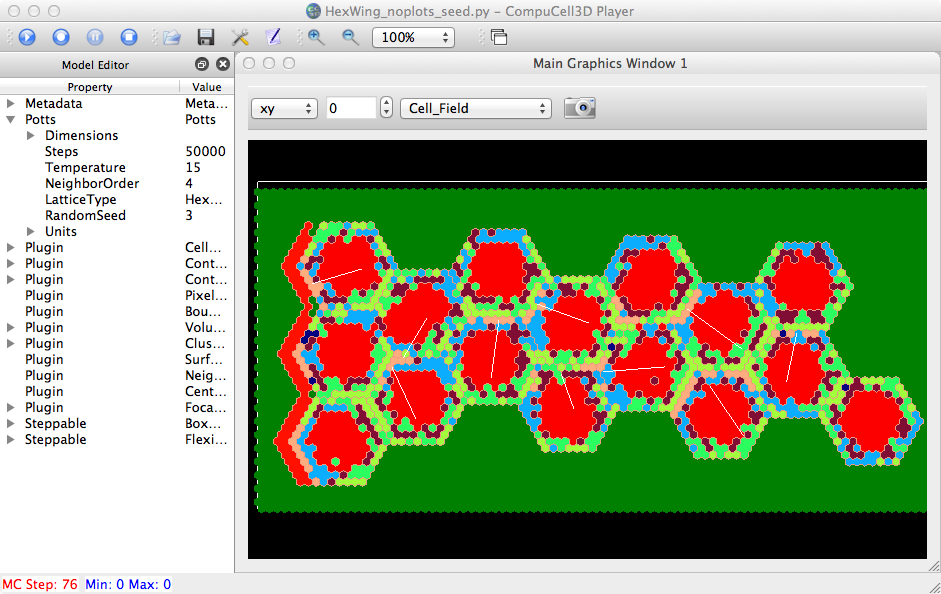 HexWing_noplots_seed.py - CompuCell3D Player
100%
Model Editor
Main Graphics Window 1
Property Value
xy 0 Cell_Field
Metadata Meta...
Potts Potts
Dimensions
Steps 50000
Temperature 15
NeighborOrder 4
LatticeType Hex...
RandomSeed 3
Units
Plugin Cell...
Plugin Cont...
Plugin Cont...
Plugin Pixel...
Plugin Bou...
Plugin Volu...
Plugin Clus...
Plugin Surf...
Plugin Neig...
Plugin Cent...
Plugin Foca...
Steppable Box...
Steppable Flexi...
MC Step: 76 Min: 0 Max: 0